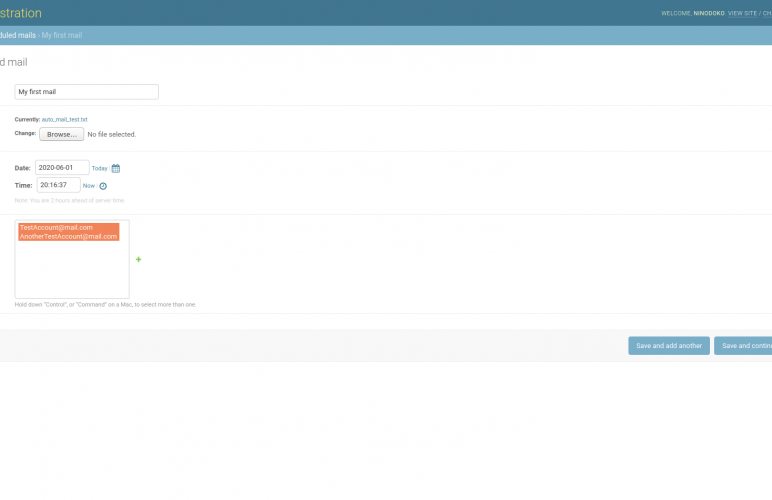 stration
WELCOME, NINODOKO. VIEW SITE / CH
duled mails › My first mail
d mail
My first mail
Currently: auto_mail_test.txt
Change: Browse... No file selected.
Date: 2020-06-01 Today
Time: 20:16:37 Now
Note: You are 2 hours ahead of server time.
TestAccount@mail.com
AnotherTestAccount@mail.com
Hold down "Control", or "Command" on a Mac, to select more than one.
Save and add another Save and contin